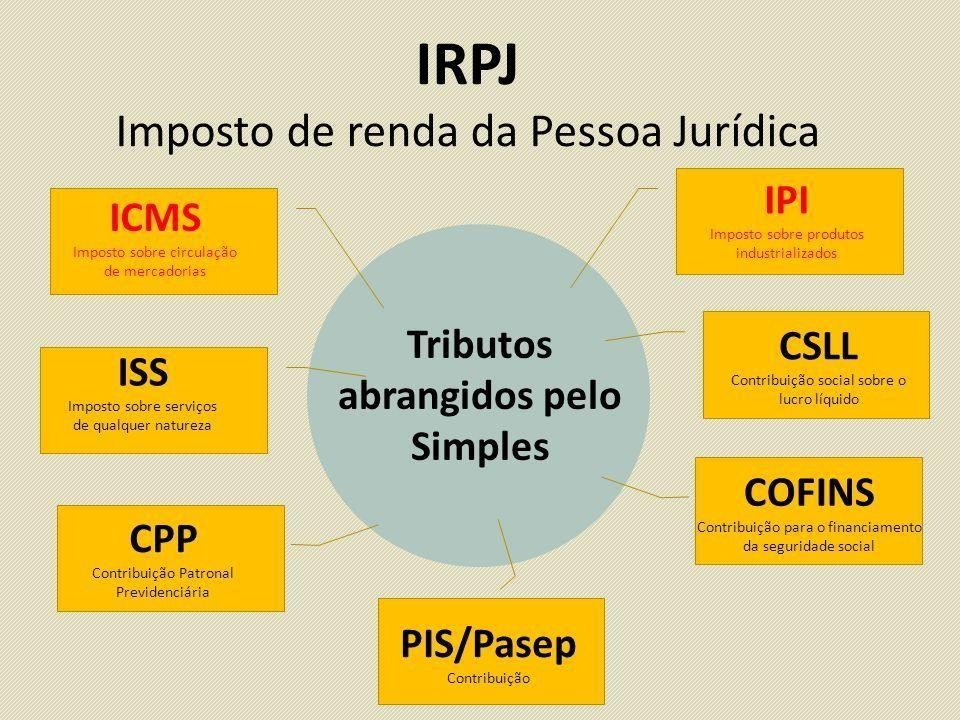 IRPJ
Imposto de renda da Pessoa Jurídica
ICMS
Imposto sobre circulação
de mercadorias
IPI
Imposto sobre produtos
industrializados
Tributos
abrangidos pelo
Simples
ISS
Imposto sobre serviços
de qualquer natureza
CSLL
Contribuição social sobre o
lucro líquido
CPP
Contribuição Patronal
Previdenciária
COFINS
Contribuição para o financiamento
da seguridade social
PIS/Pasep
Contribuição